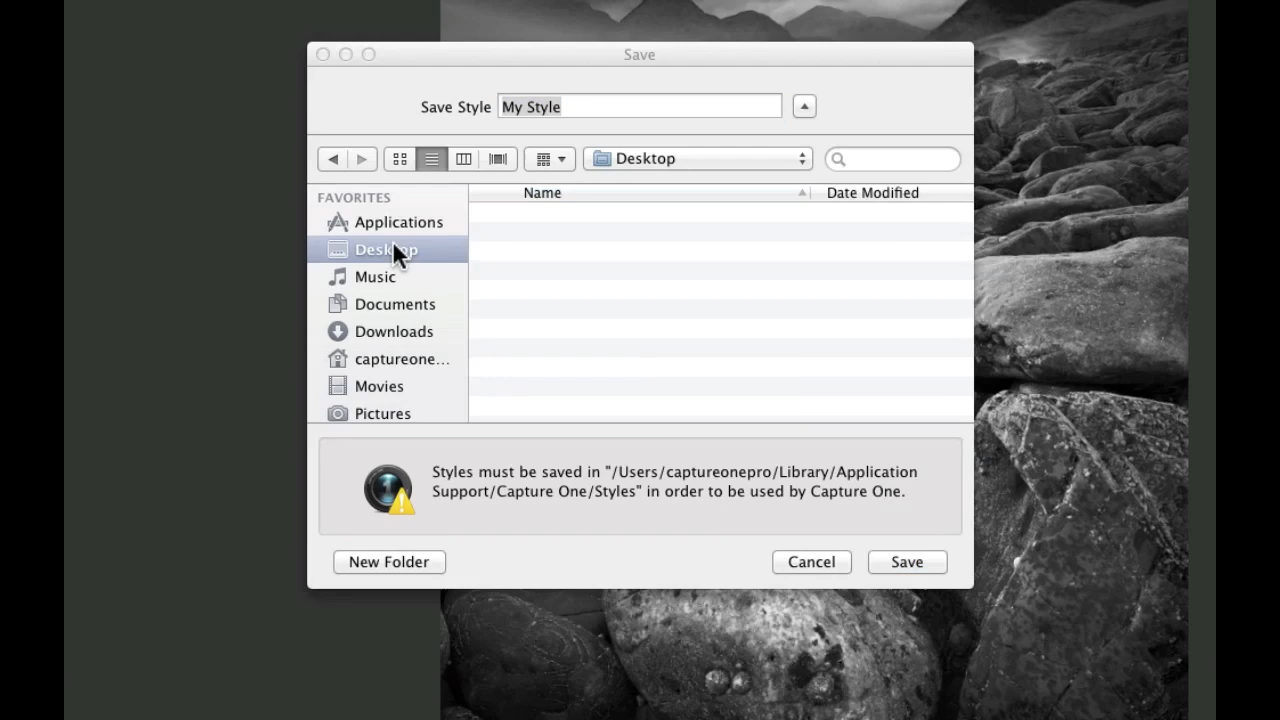 Save
Save Style My Style
Desktop
Name Date Modified
FAVORITES
Applications
Desktop
Music
Documents
Downloads
captureone...
Movies
Pictures
Styles must be saved in "/Users/captureonepro/Library/Application
Support/Capture One/Styles" in order to be used by Capture One.
New Folder Cancel Save